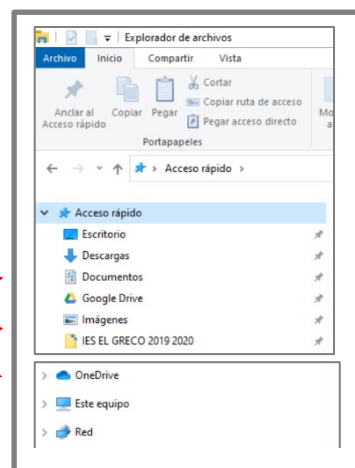 Explorador de archivos
Archivo Inicio Compartir Vista
Anclar al Acceso rápido
Copiar
Pegar
Cortar
Copiar ruta de acceso
Pegar acceso directo
Portapapeles
Acceso rápido
Acceso rápido
Escritorio
Descargas
Documentos
Google Drive
Imágenes
IES EL GRECO 2019 2020
OneDrive
Este equipo
Red